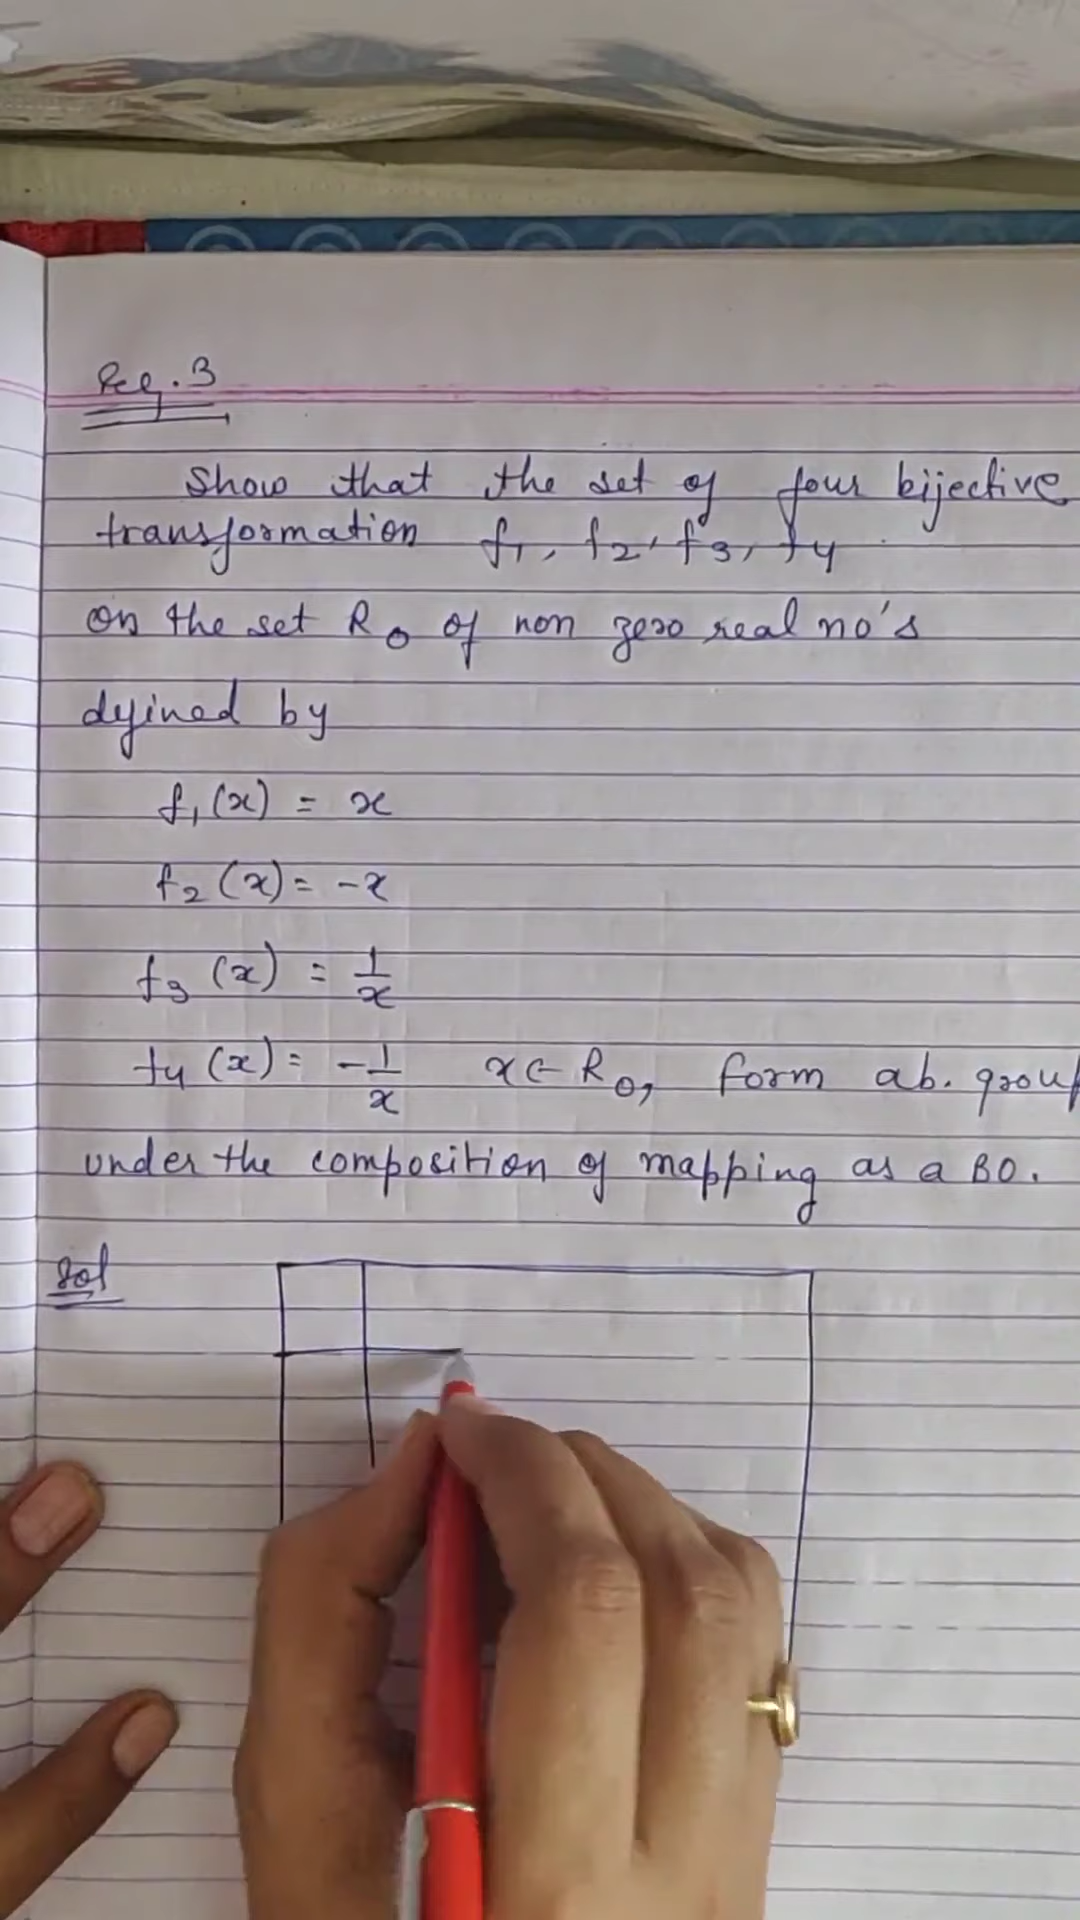 Show that the set of four bijective
transformation f1, f2, f3, f4
on the set R0 of non zero real no's
defined by
f1(x) = x
f2(x) = -x
f3(x) = 1/x
f4(x) = -1/x x ∈ R0, form ab. group
under the composition of mapping as a BO.
Sol